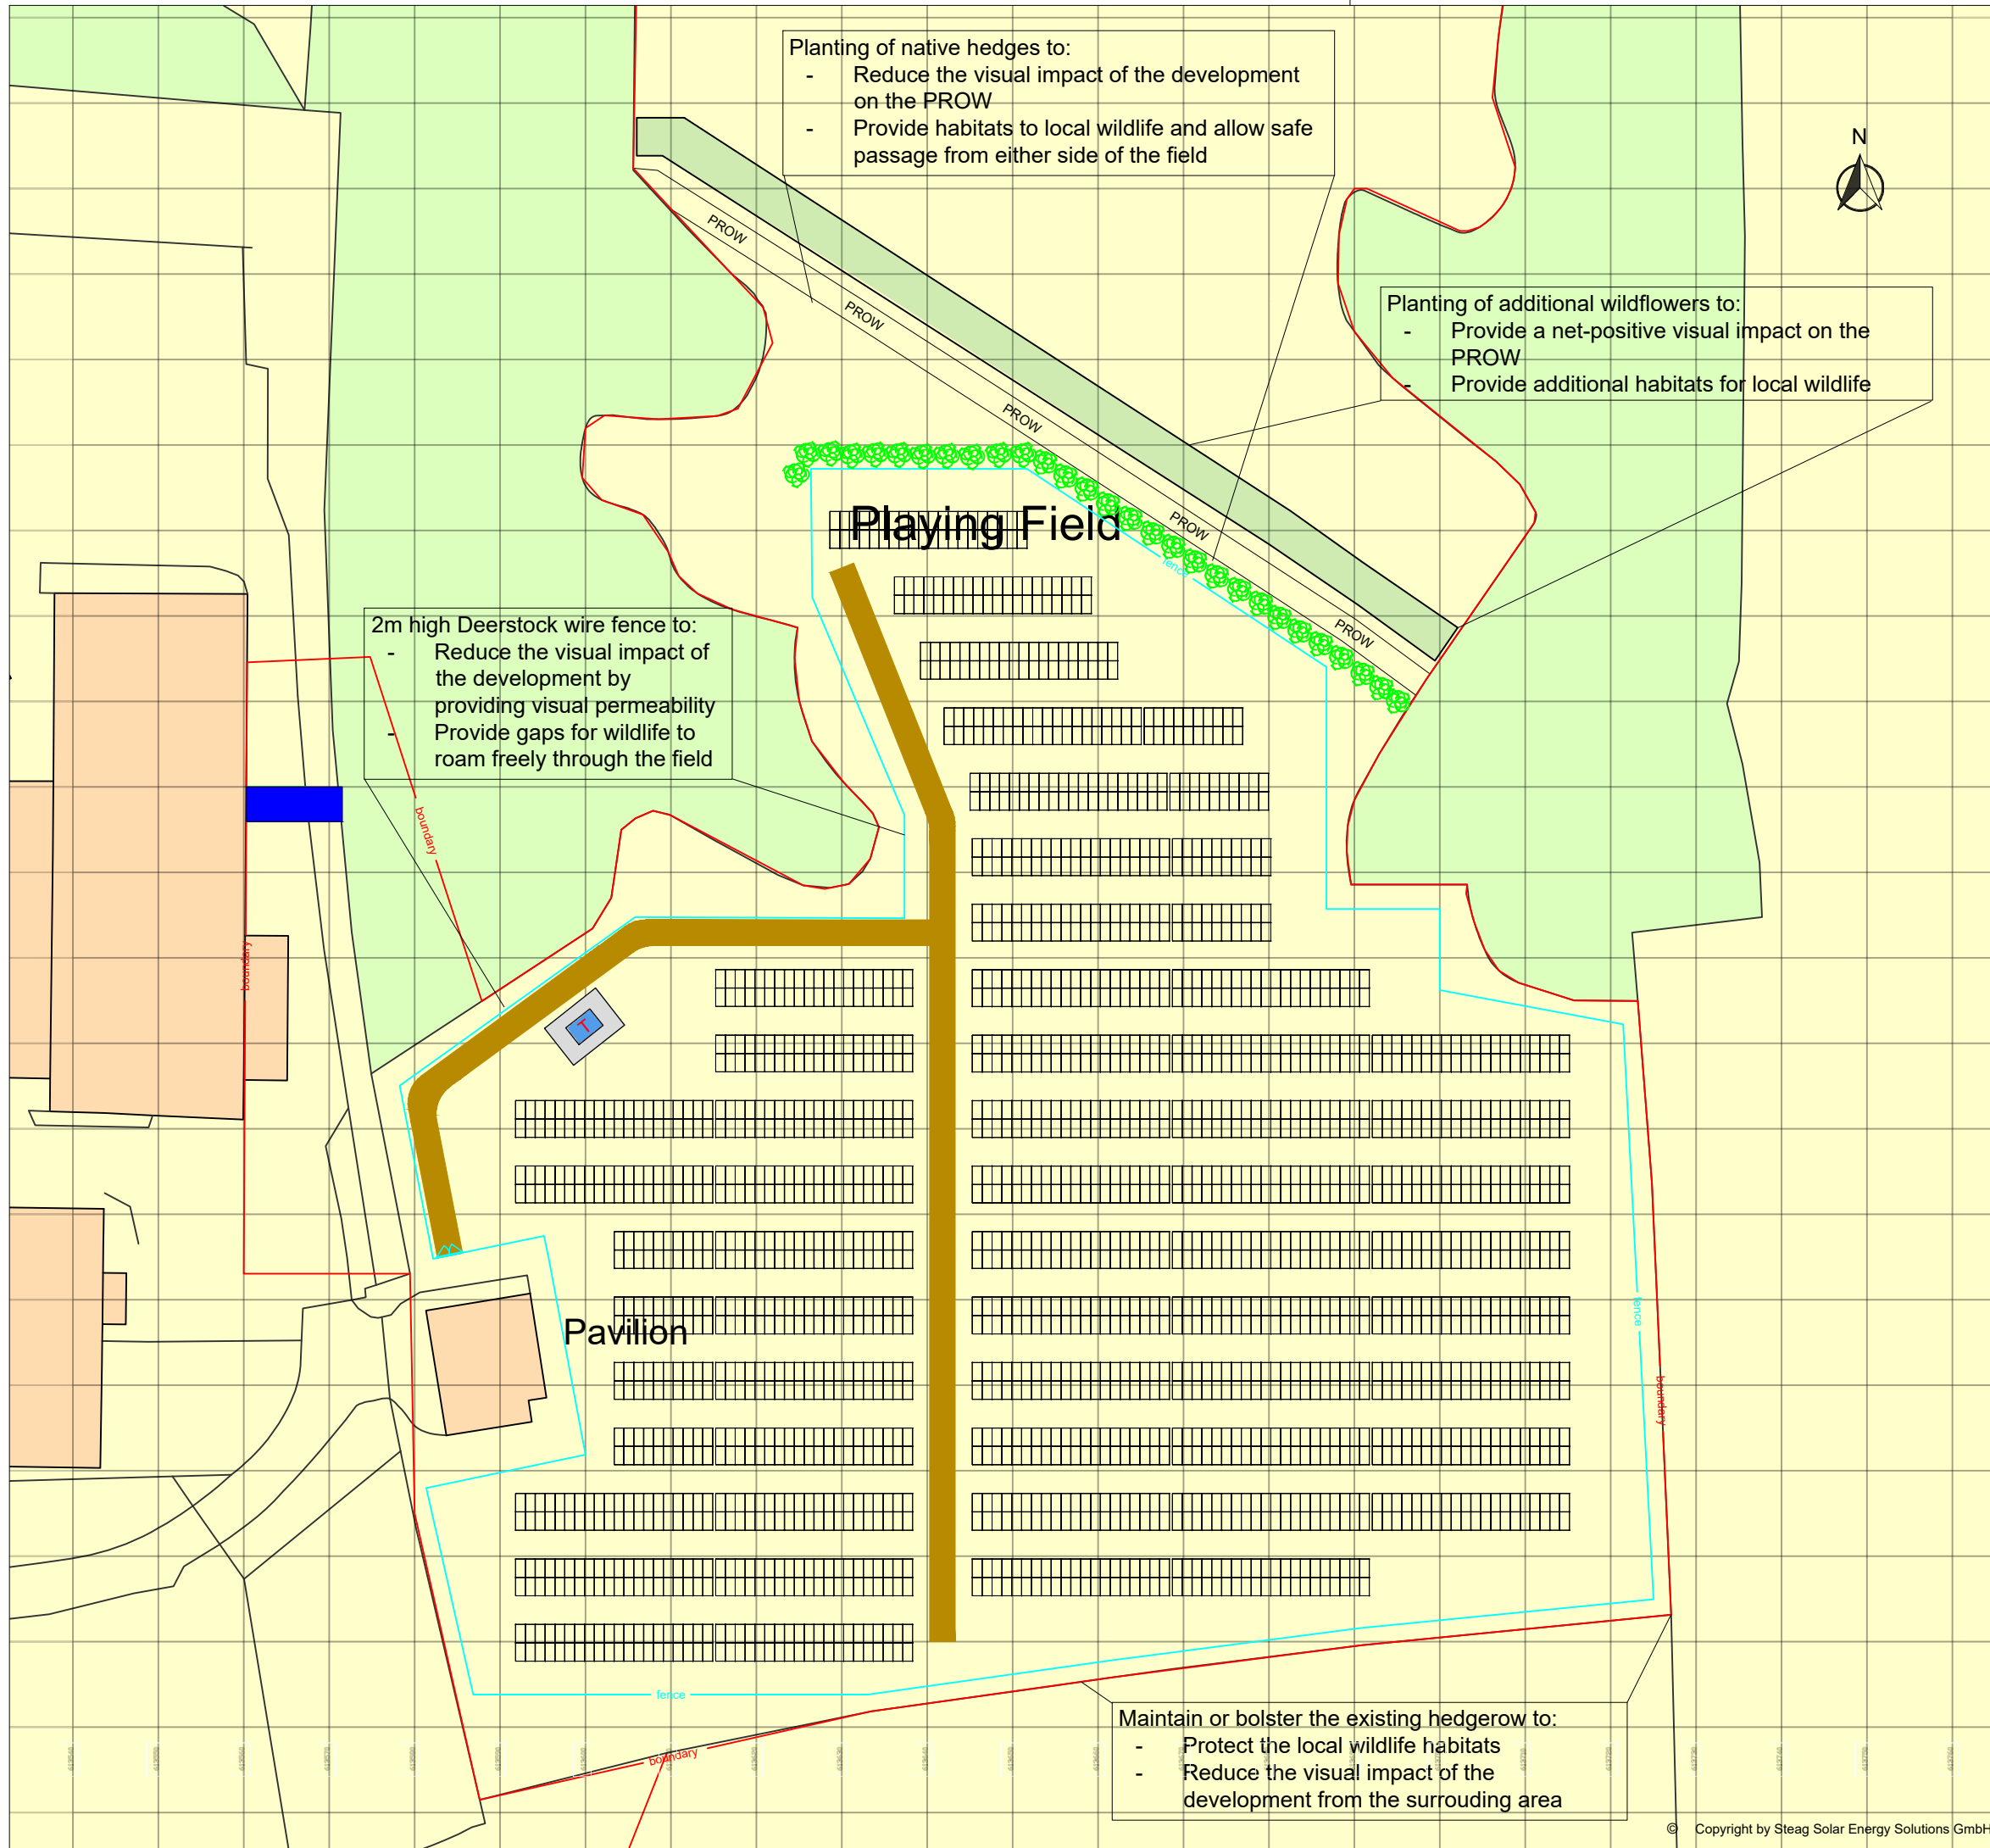 Planting of native hedges to:
- Reduce the visual impact of the development
on the PROW
- Provide habitats to local wildlife and allow safe
passage from either side of the field
N
PROW
Planting of additional wildflowers to:
- Provide a net-positive visual impact on the
PROW
- Provide additional habitats for local wildlife
PROW
PROW
Playing Field
PROW
fence
PROW
2m high Deerstock wire fence to:
- Reduce the visual impact of
the development by
providing visual permeability
- Provide gaps for wildlife to
roam freely through the field
boundary
boundary
T
fence
Pavilion
boundary
fence
Maintain or bolster the existing hedgerow to:
- Protect the local wildlife habitats
- Reduce the visual impact of the
development from the surrouding area
boundary
© Copyright by Steag Solar Energy Solutions GmbH